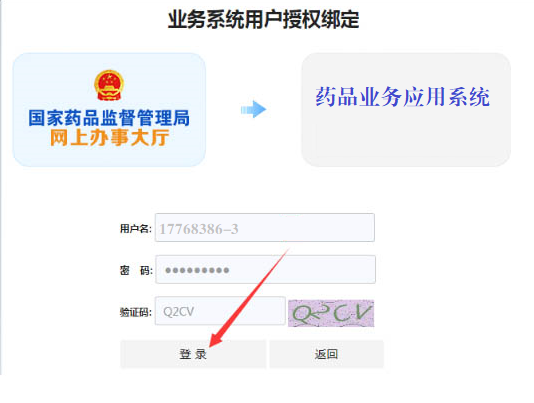 业务系统用户授权绑定
国家药品监督管理局
网上办事大厅
药品业务应用系统
用户名: 17768386-3
密 码: ●●●●●●●●●
验证码: Q2CV Q2CV
登 录 返回